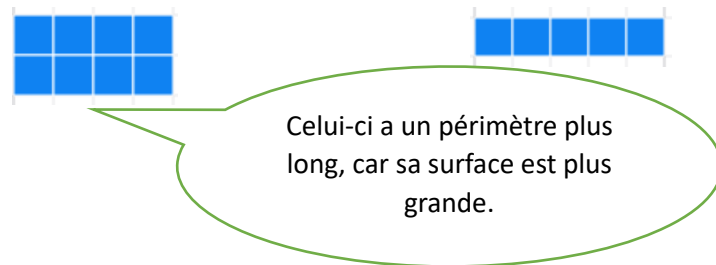 Celui-ci a un périmètre plus
long, car sa surface est plus
grande.